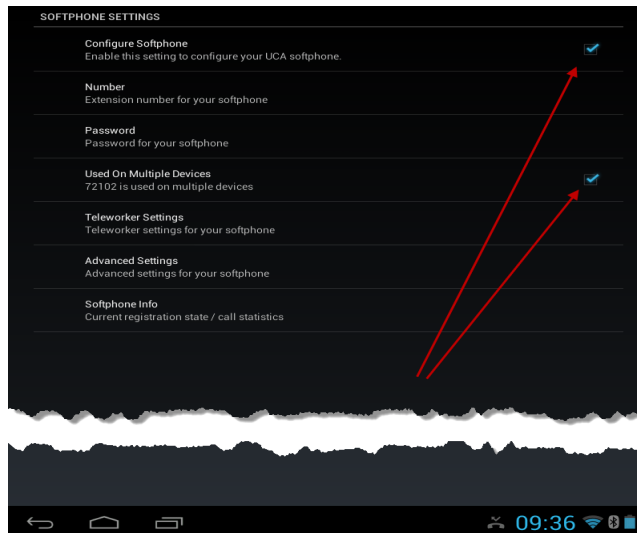 SOFTPHONE SETTINGS
Configure Softphone
Enable this setting to configure your UCA softphone.
Number
Extension number for your softphone
Password
Password for your softphone
Used On Multiple Devices
72102 is used on multiple devices
Teleworker Settings
Teleworker settings for your softphone
Advanced Settings
Advanced settings for your softphone
Softphone Info
Current registration state / call statistics
09:36